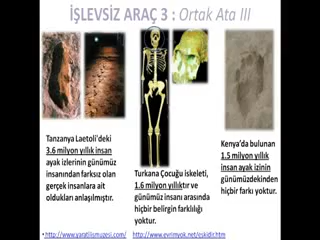 İŞLEVSİZ ARAÇ 3 : Ortak Ata III
Tanzanya Laetoli'deki
3.6 milyon yıllık insan
ayak izlerinin günümüz
insanından farksız olan
gerçek insanlara ait
oldukları anlaşılmıştır.
Turkana Çocuğu iskeleti,
1.6 milyon yıllıktır ve
günümüz insanı arasında
hiçbir belirgin farklılığı
yoktur.
Kenya'da bulunan
1.5 milyon yıllık
insan ayak izinin
günümüzdekinden
hiçbir farkı yoktur.
• http://www.yaratilismuzesi.com/ http://www.evrimyok.net/eskidir.htm